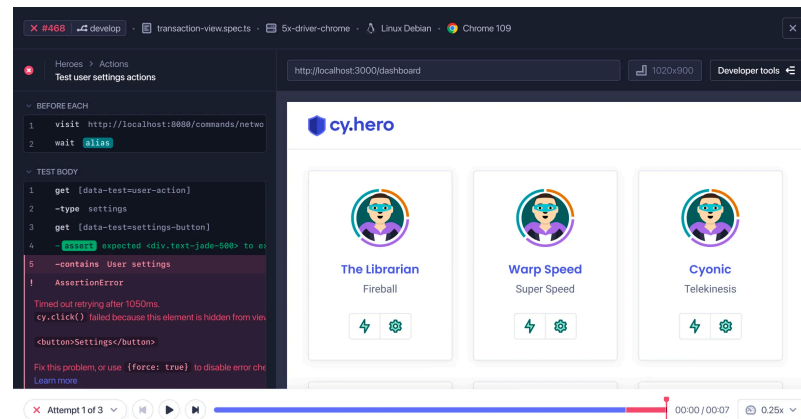 #468 develop transaction-view.spec.ts 5x-driver-chrome Linux Debian Chrome 109
Heroes > Actions
Test user settings actions
http://localhost:3000/dashboard 1020x900 Developer tools
BEFORE EACH
1 visit http://localhost:8080/commands/netwo
2 wait alias
TEST BODY
1 get [data-test=user-action]
2 -type settings
3 get [data-test=settings-button]
4 -assert expected <div.text-jade-500> to e
5 -contains User settings
! AssertionError
Timed out retrying after 1050ms.
cy.click() failed because this element is hidden from view
<button>Settings</button>
Fix this problem, or use {force: true} to disable error che
Learn more
cy.hero
The Librarian
Fireball
Warp Speed
Super Speed
Cyonic
Telekinesis
Attempt 1 of 3 00:00 / 00:07 0.25x